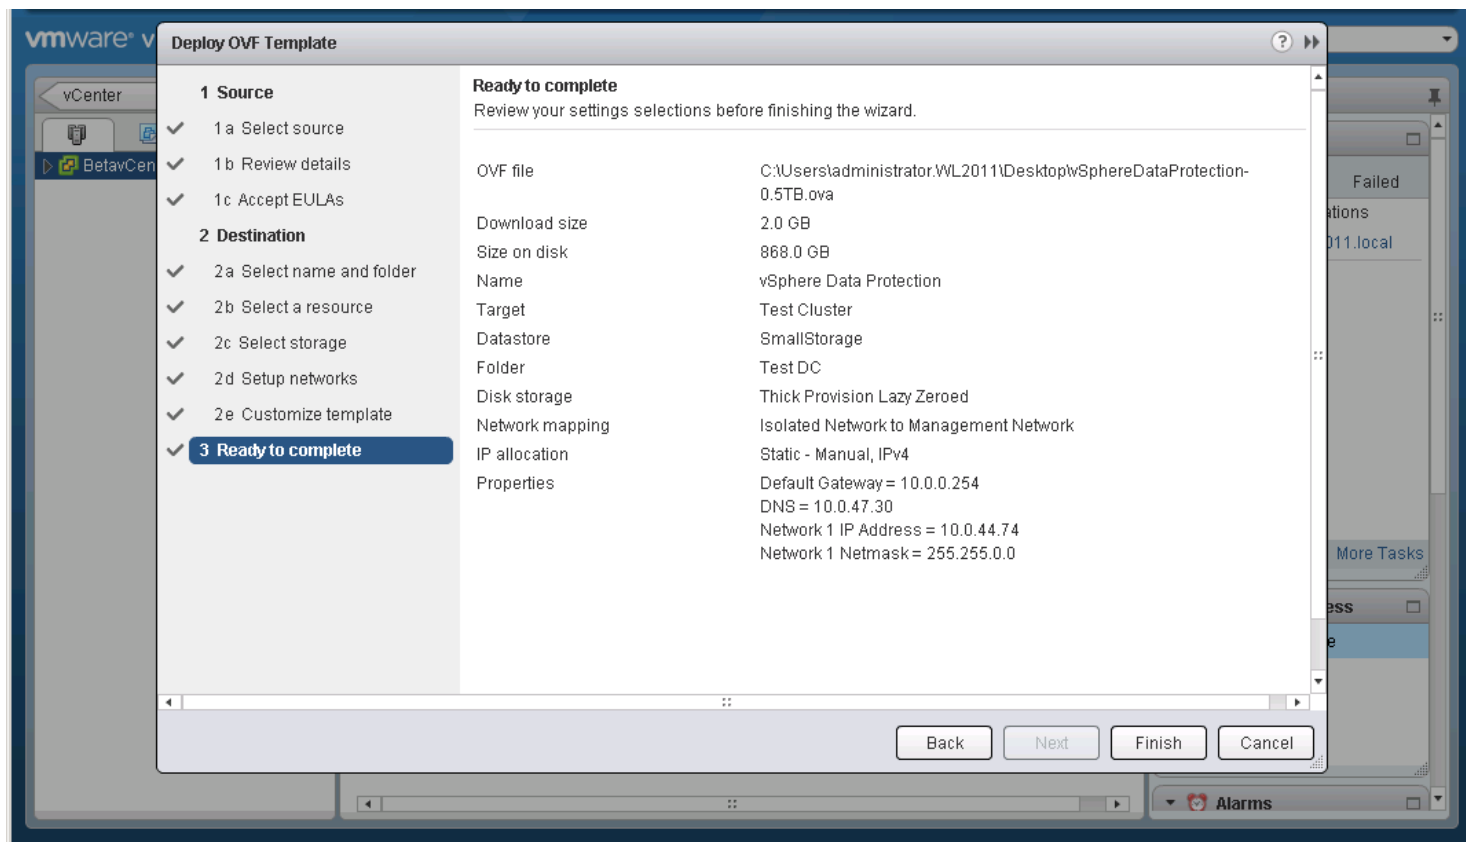 vmware® v
Deploy OVF Template
?
vCenter
BetavCen
1 Source
1a Select source
1b Review details
1c Accept EULAs
2 Destination
2a Select name and folder
2b Select a resource
2c Select storage
2d Setup networks
2e Customize template
3 Ready to complete
Ready to complete
Review your settings selections before finishing the wizard.
OVF file C:\Users\administrator.WL2011\Desktop\vSphereDataProtection-
0.5TB.ova
Download size 2.0 GB
Size on disk 868.0 GB
Name vSphere Data Protection
Target Test Cluster
Datastore SmallStorage
Folder Test DC
Disk storage Thick Provision Lazy Zeroed
Network mapping Isolated Network to Management Network
IP allocation Static - Manual, IPv4
Properties Default Gateway = 10.0.0.254
DNS = 10.0.47.30
Network 1 IP Address = 10.0.44.74
Network 1 Netmask = 255.255.0.0
Back Next Finish Cancel
Failed
ations
011.local
More Tasks
ess
e
Alarms